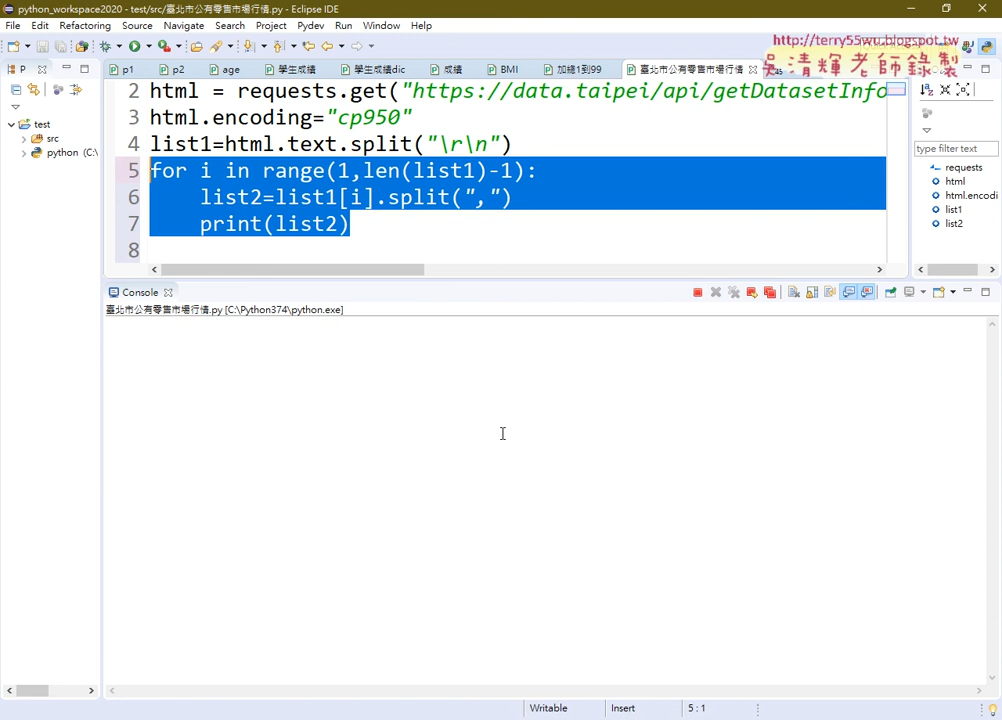 python_workspace2020 - test/src/臺北市公有零售市場行情.py - Eclipse IDE
File Edit Refactoring Source Navigate Search Project Pydev Run Window Help
http://terry55wu.blogspot.tw
吳清輝老師錄製
P
p1 p2 age 學生成績 學生成績dic 成績 BMI 加總1到99 臺北市公有零售市場行情
test
src
python (C:\
2 html = requests.get("https://data.taipei/api/getDatasetInfo
3 html.encoding="cp950"
4 list1=html.text.split("\r\n")
5 for i in range(1,len(list1)-1):
6 list2=list1[i].split(",")
7 print(list2)
8
type filter text
requests
html
html.encodi
list1
list2
Console
臺北市公有零售市場行情.py [C:\Python374\python.exe]
Writable Insert 5 : 1